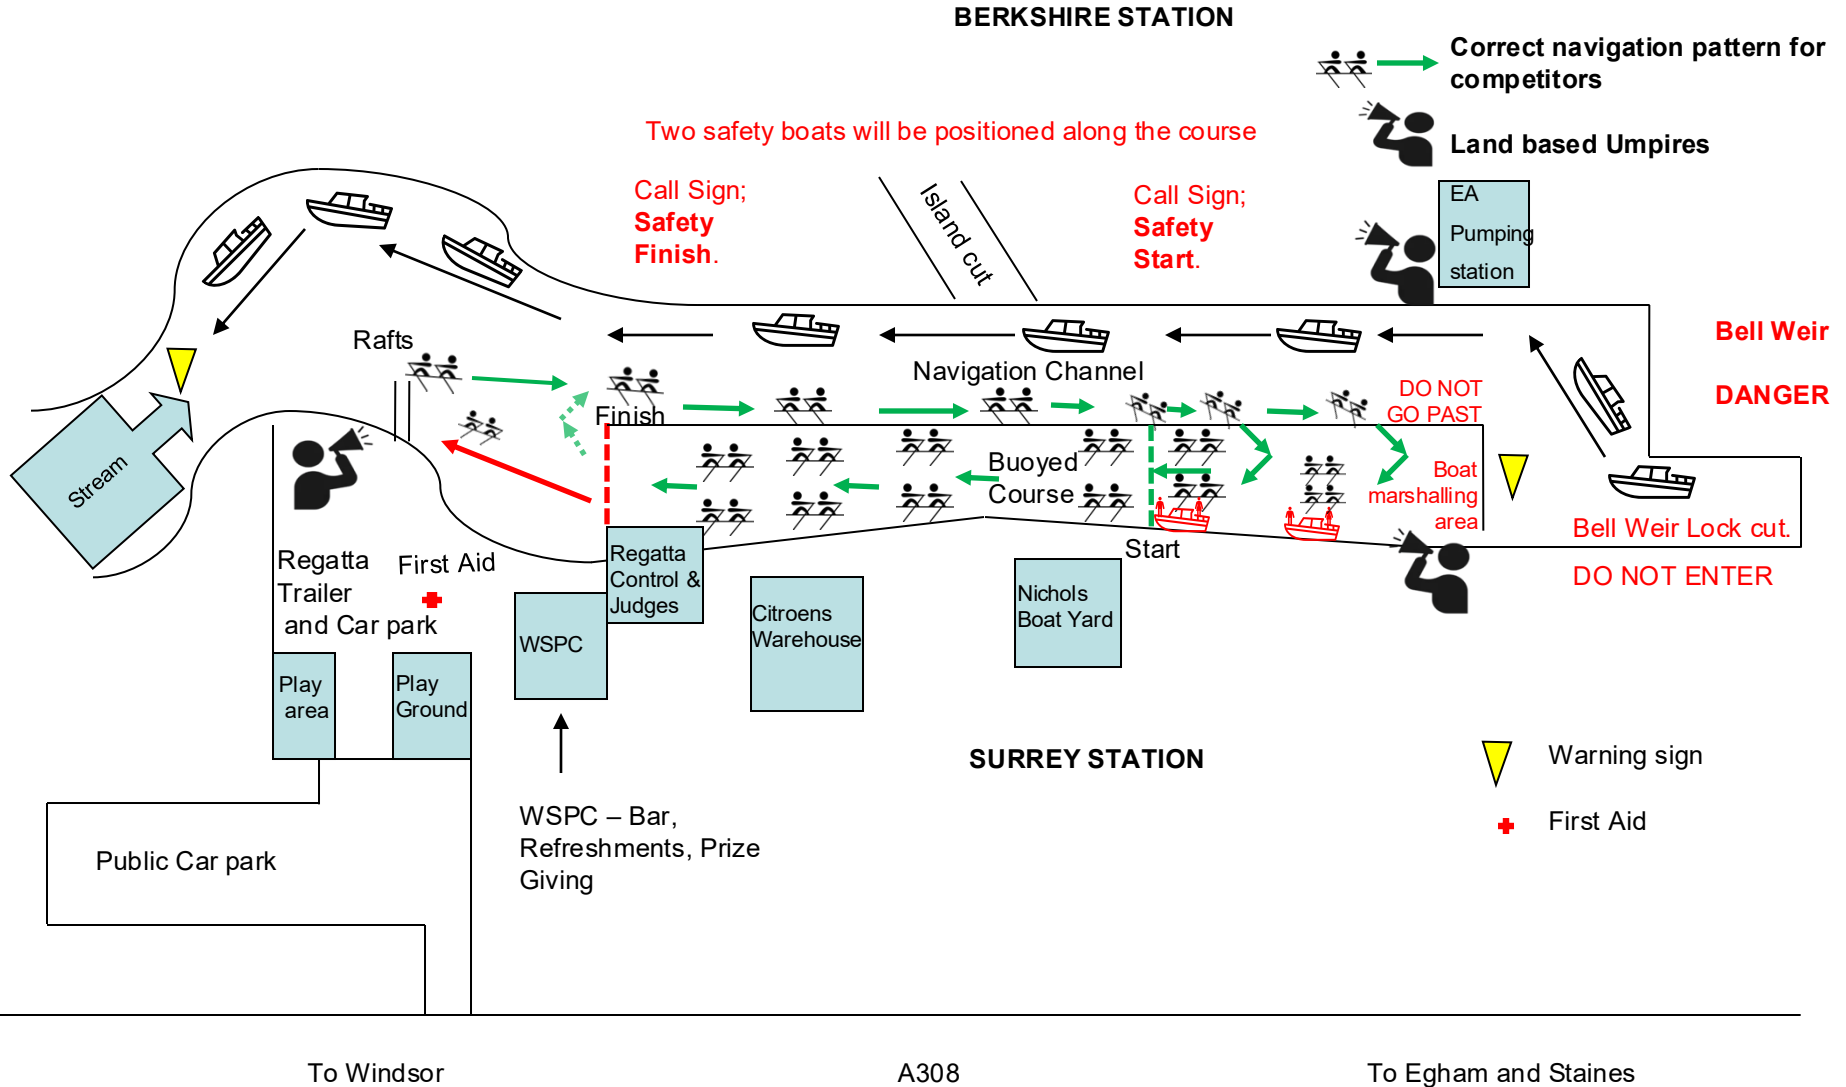 BERKSHIRE STATION
Correct navigation pattern for
competitors
Two safety boats will be positioned along the course
Land based Umpires
Call Sign;
Safety
Finish.
Island cut
Call Sign;
Safety
Start.
EA
Pumping
station
Bell Weir
DANGER
Rafts
Navigation Channel
DO NOT
GO PAST
Finish
Stream
Buoyed
Course
Boat
marshalling
area
Bell Weir Lock cut.
DO NOT ENTER
Start
Regatta
Trailer
and Car park
First Aid
Regatta
Control &
Judges
WSPC
Citroens
Warehouse
Nichols
Boat Yard
Play
area
Play
Ground
SURREY STATION
Warning sign
First Aid
WSPC – Bar,
Refreshments, Prize
Giving
Public Car park
To Windsor
A308
To Egham and Staines